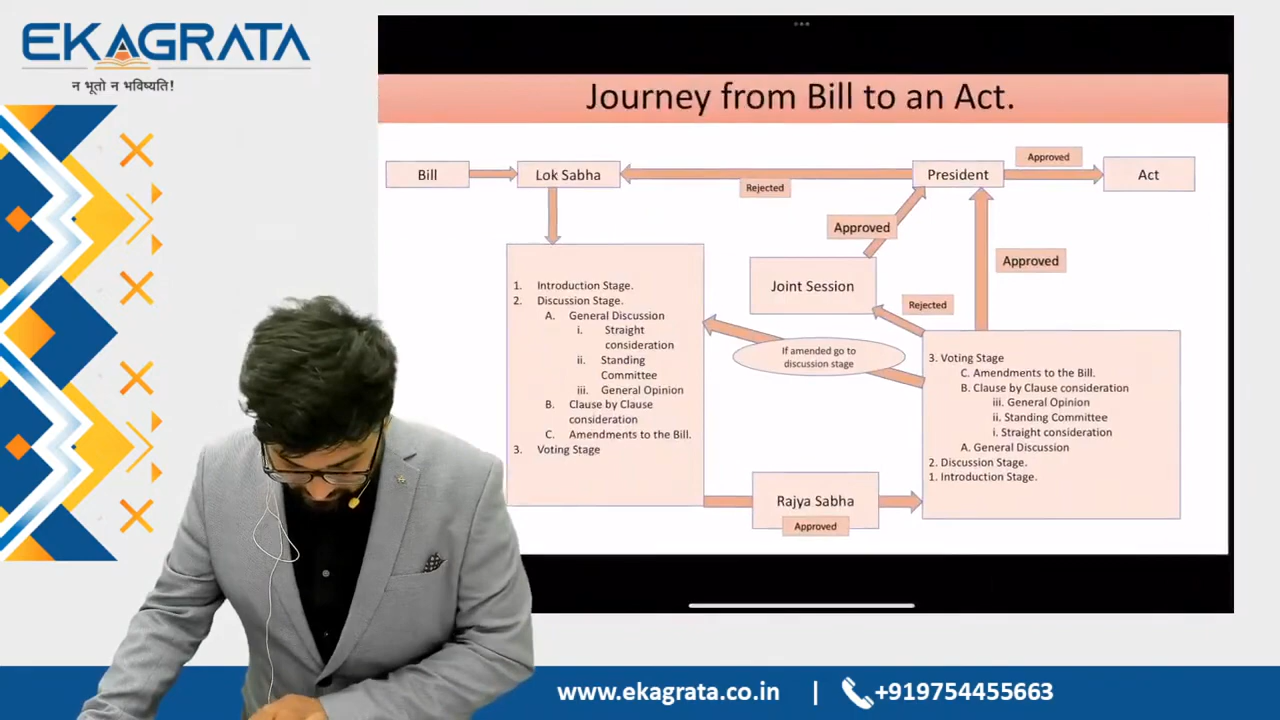 EKAGRATA
न भूतो न भविष्यति!
Journey from Bill to an Act.
Bill
Lok Sabha
Rejected
President
Approved
Act
Approved
Approved
Joint Session
Rejected
1. Introduction Stage.
2. Discussion Stage.
A. General Discussion
i. Straight
consideration
ii. Standing
Committee
iii. General Opinion
B. Clause by Clause
consideration
C. Amendments to the Bill.
3. Voting Stage
If amended go to
discussion stage
3. Voting Stage
C. Amendments to the Bill.
B. Clause by Clause consideration
iii. General Opinion
ii. Standing Committee
i. Straight consideration
A. General Discussion
2. Discussion Stage.
1. Introduction Stage.
Rajya Sabha
Approved
www.ekagrata.co.in | +919754455663